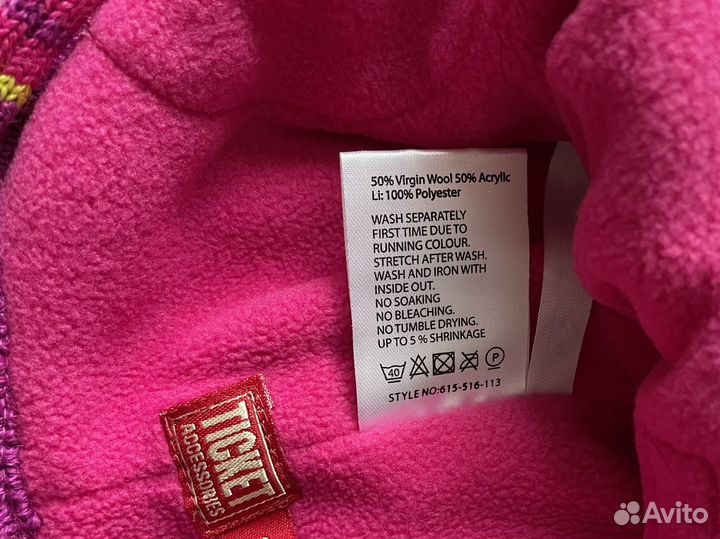 50% Virgin Wool 50% Acrylic
Li: 100% Polyester
WASH SEPARATELY
FIRST TIME DUE TO
RUNNING COLOUR.
STRETCH AFTER WASH.
WASH AND IRON WITH
INSIDE OUT.
NO SOAKING
NO BLEACHING.
NO TUMBLE DRYING.
UP TO 5 % SHRINKAGE
40 P
STYLE NO:615-516-113
TICKET
ACCESSORIES
Avito